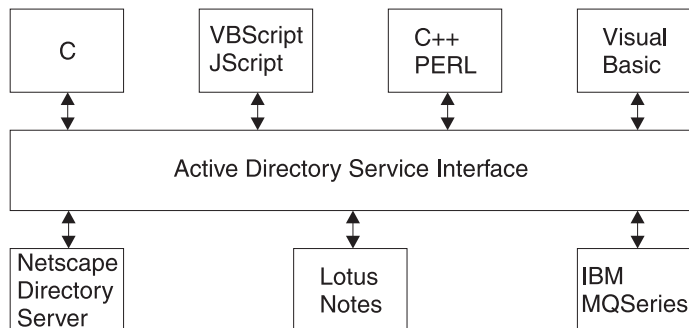 C
VBScript
JScript
C++
PERL
Visual
Basic
Active Directory Service Interface
Netscape
Directory
Server
Lotus
Notes
IBM
MQSeries